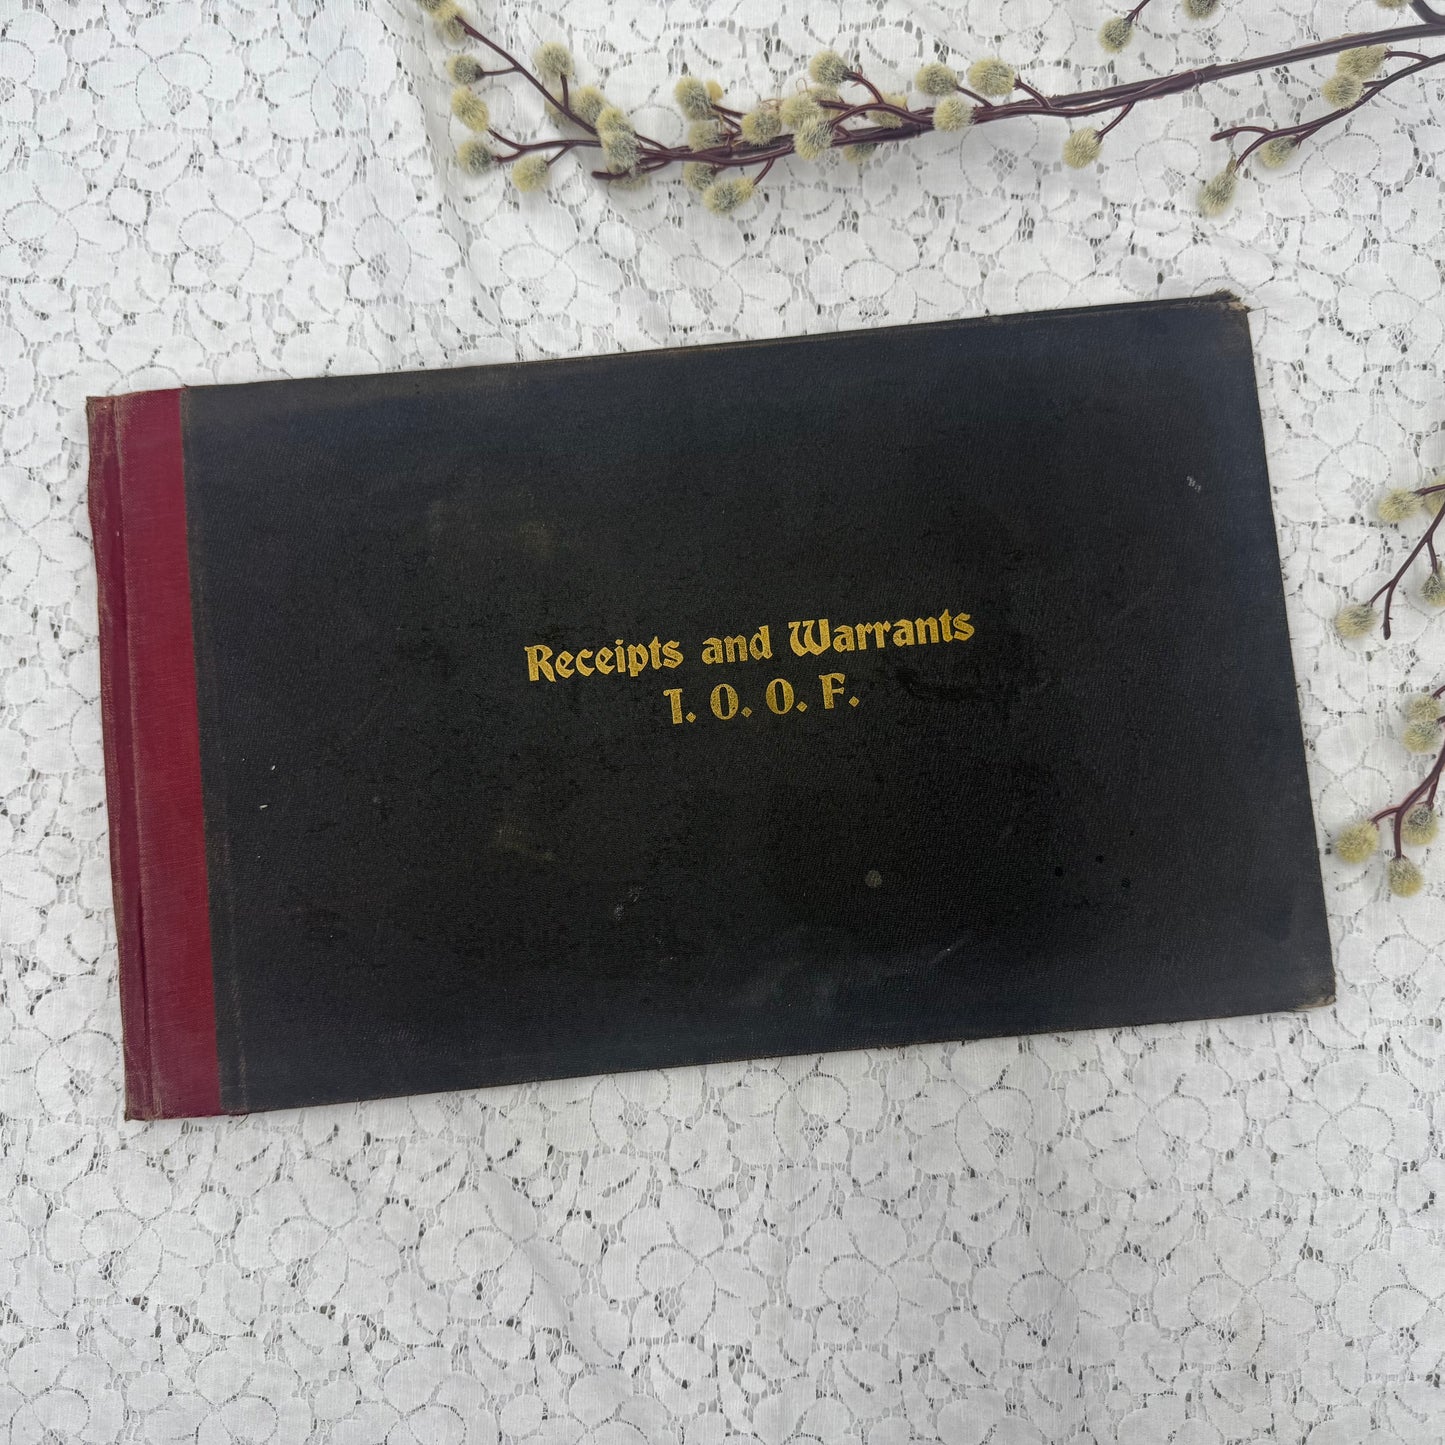 Receipts and Warrants
I. O. O. F.